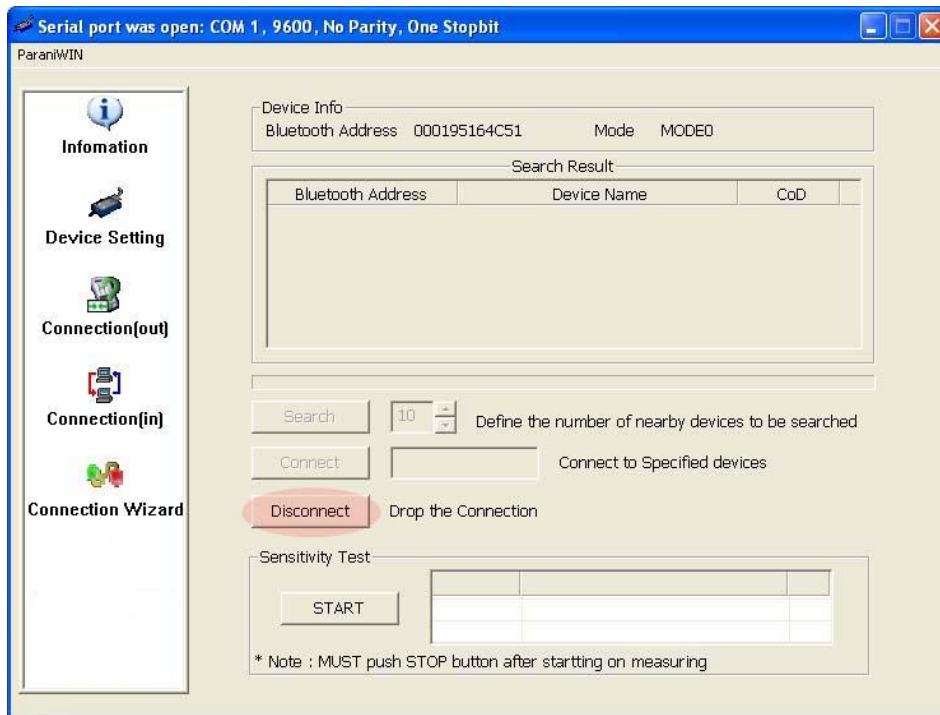 Serial port was open: COM 1, 9600, No Parity, One Stopbit
ParaniWIN
Infomation
Device Setting
Connection(out)
Connection(in)
Connection Wizard
Device Info
Bluetooth Address 000195164C51 Mode MODE0
Search Result
Bluetooth Address Device Name CoD
Search 10 Define the number of nearby devices to be searched
Connect Connect to Specified devices
Disconnect Drop the Connection
Sensitivity Test
START
* Note : MUST push STOP button after startting on measuring